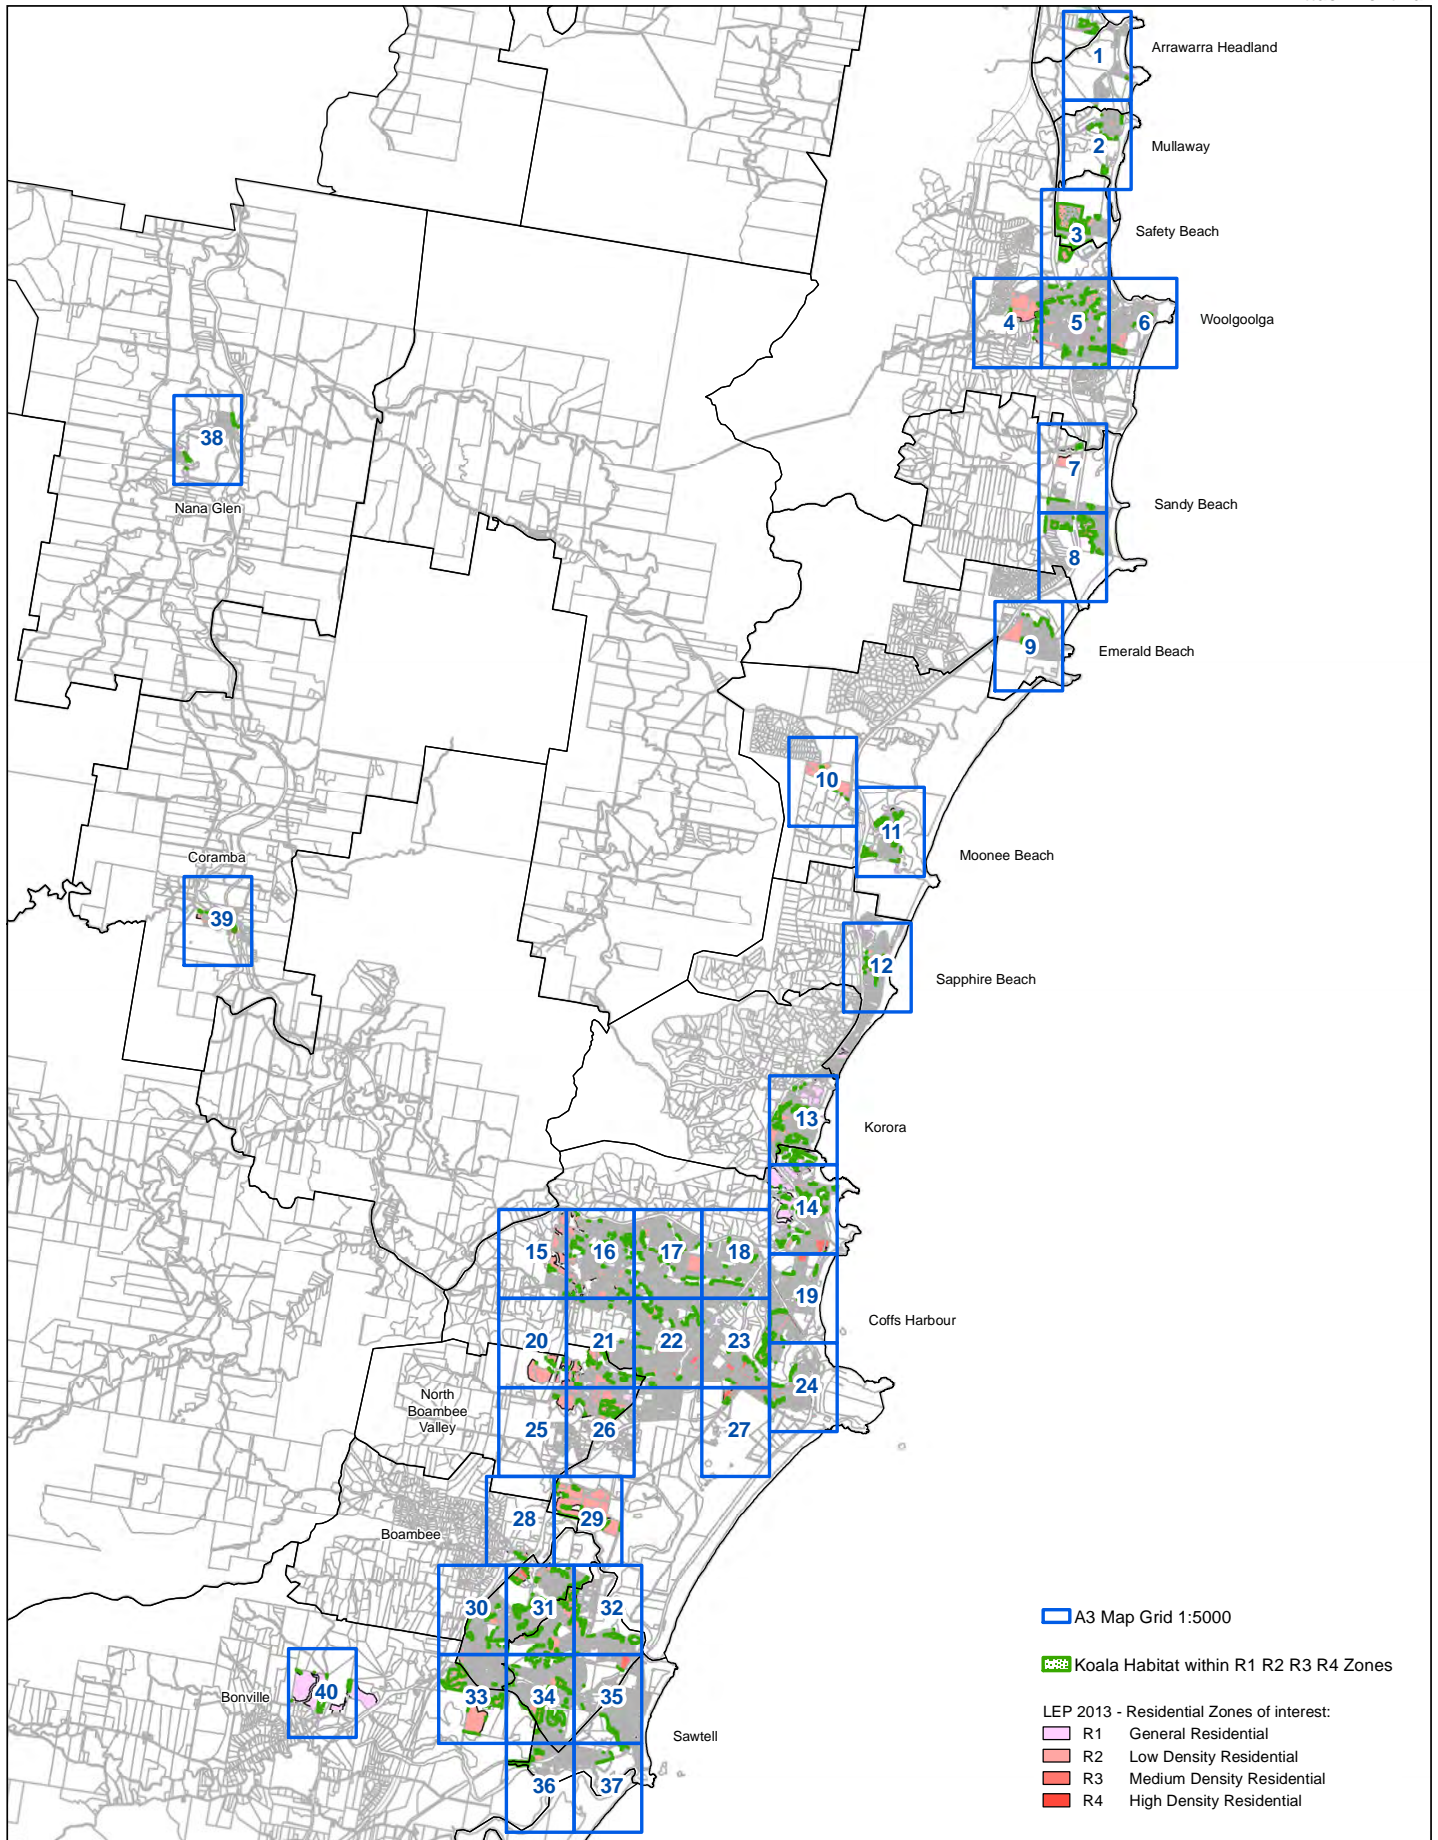 1
Arrawarra Headland
2
Mullaway
3
Safety Beach
4
5
6
Woolgoolga
38
Nana Glen
7
Sandy Beach
8
9
Emerald Beach
10
11
Moonee Beach
Coramba
39
12
Sapphire Beach
13
Korora
14
15
16
17
18
19
Coffs Harbour
20
21
22
23
24
North
Boambee
Valley
25
26
27
28
29
Boambee
30
31
32
33
34
35
Sawtell
36
37
40
Bonville
A3 Map Grid 1:5000
Koala Habitat within R1 R2 R3 R4 Zones
LEP 2013 - Residential Zones of interest:
R1 General Residential
R2 Low Density Residential
R3 Medium Density Residential
R4 High Density Residential